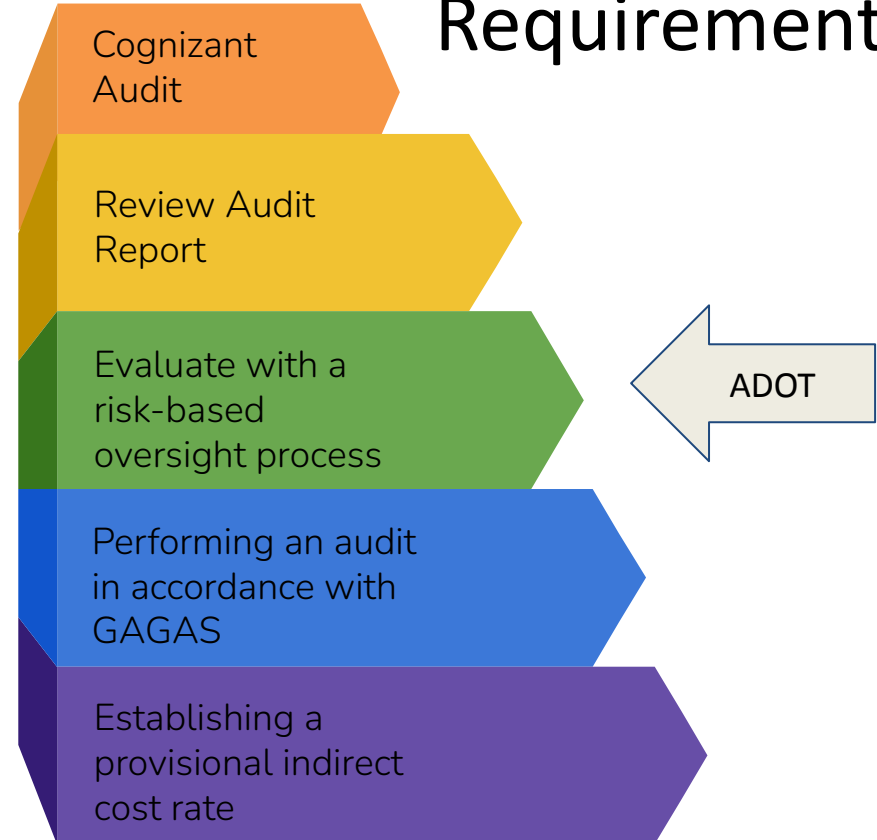 Requirement
Cognizant
Audit
Review Audit
Report
Evaluate with a
risk-based
oversight process
ADOT
Performing an audit
in accordance with
GAGAS
Establishing a
provisional indirect
cost rate